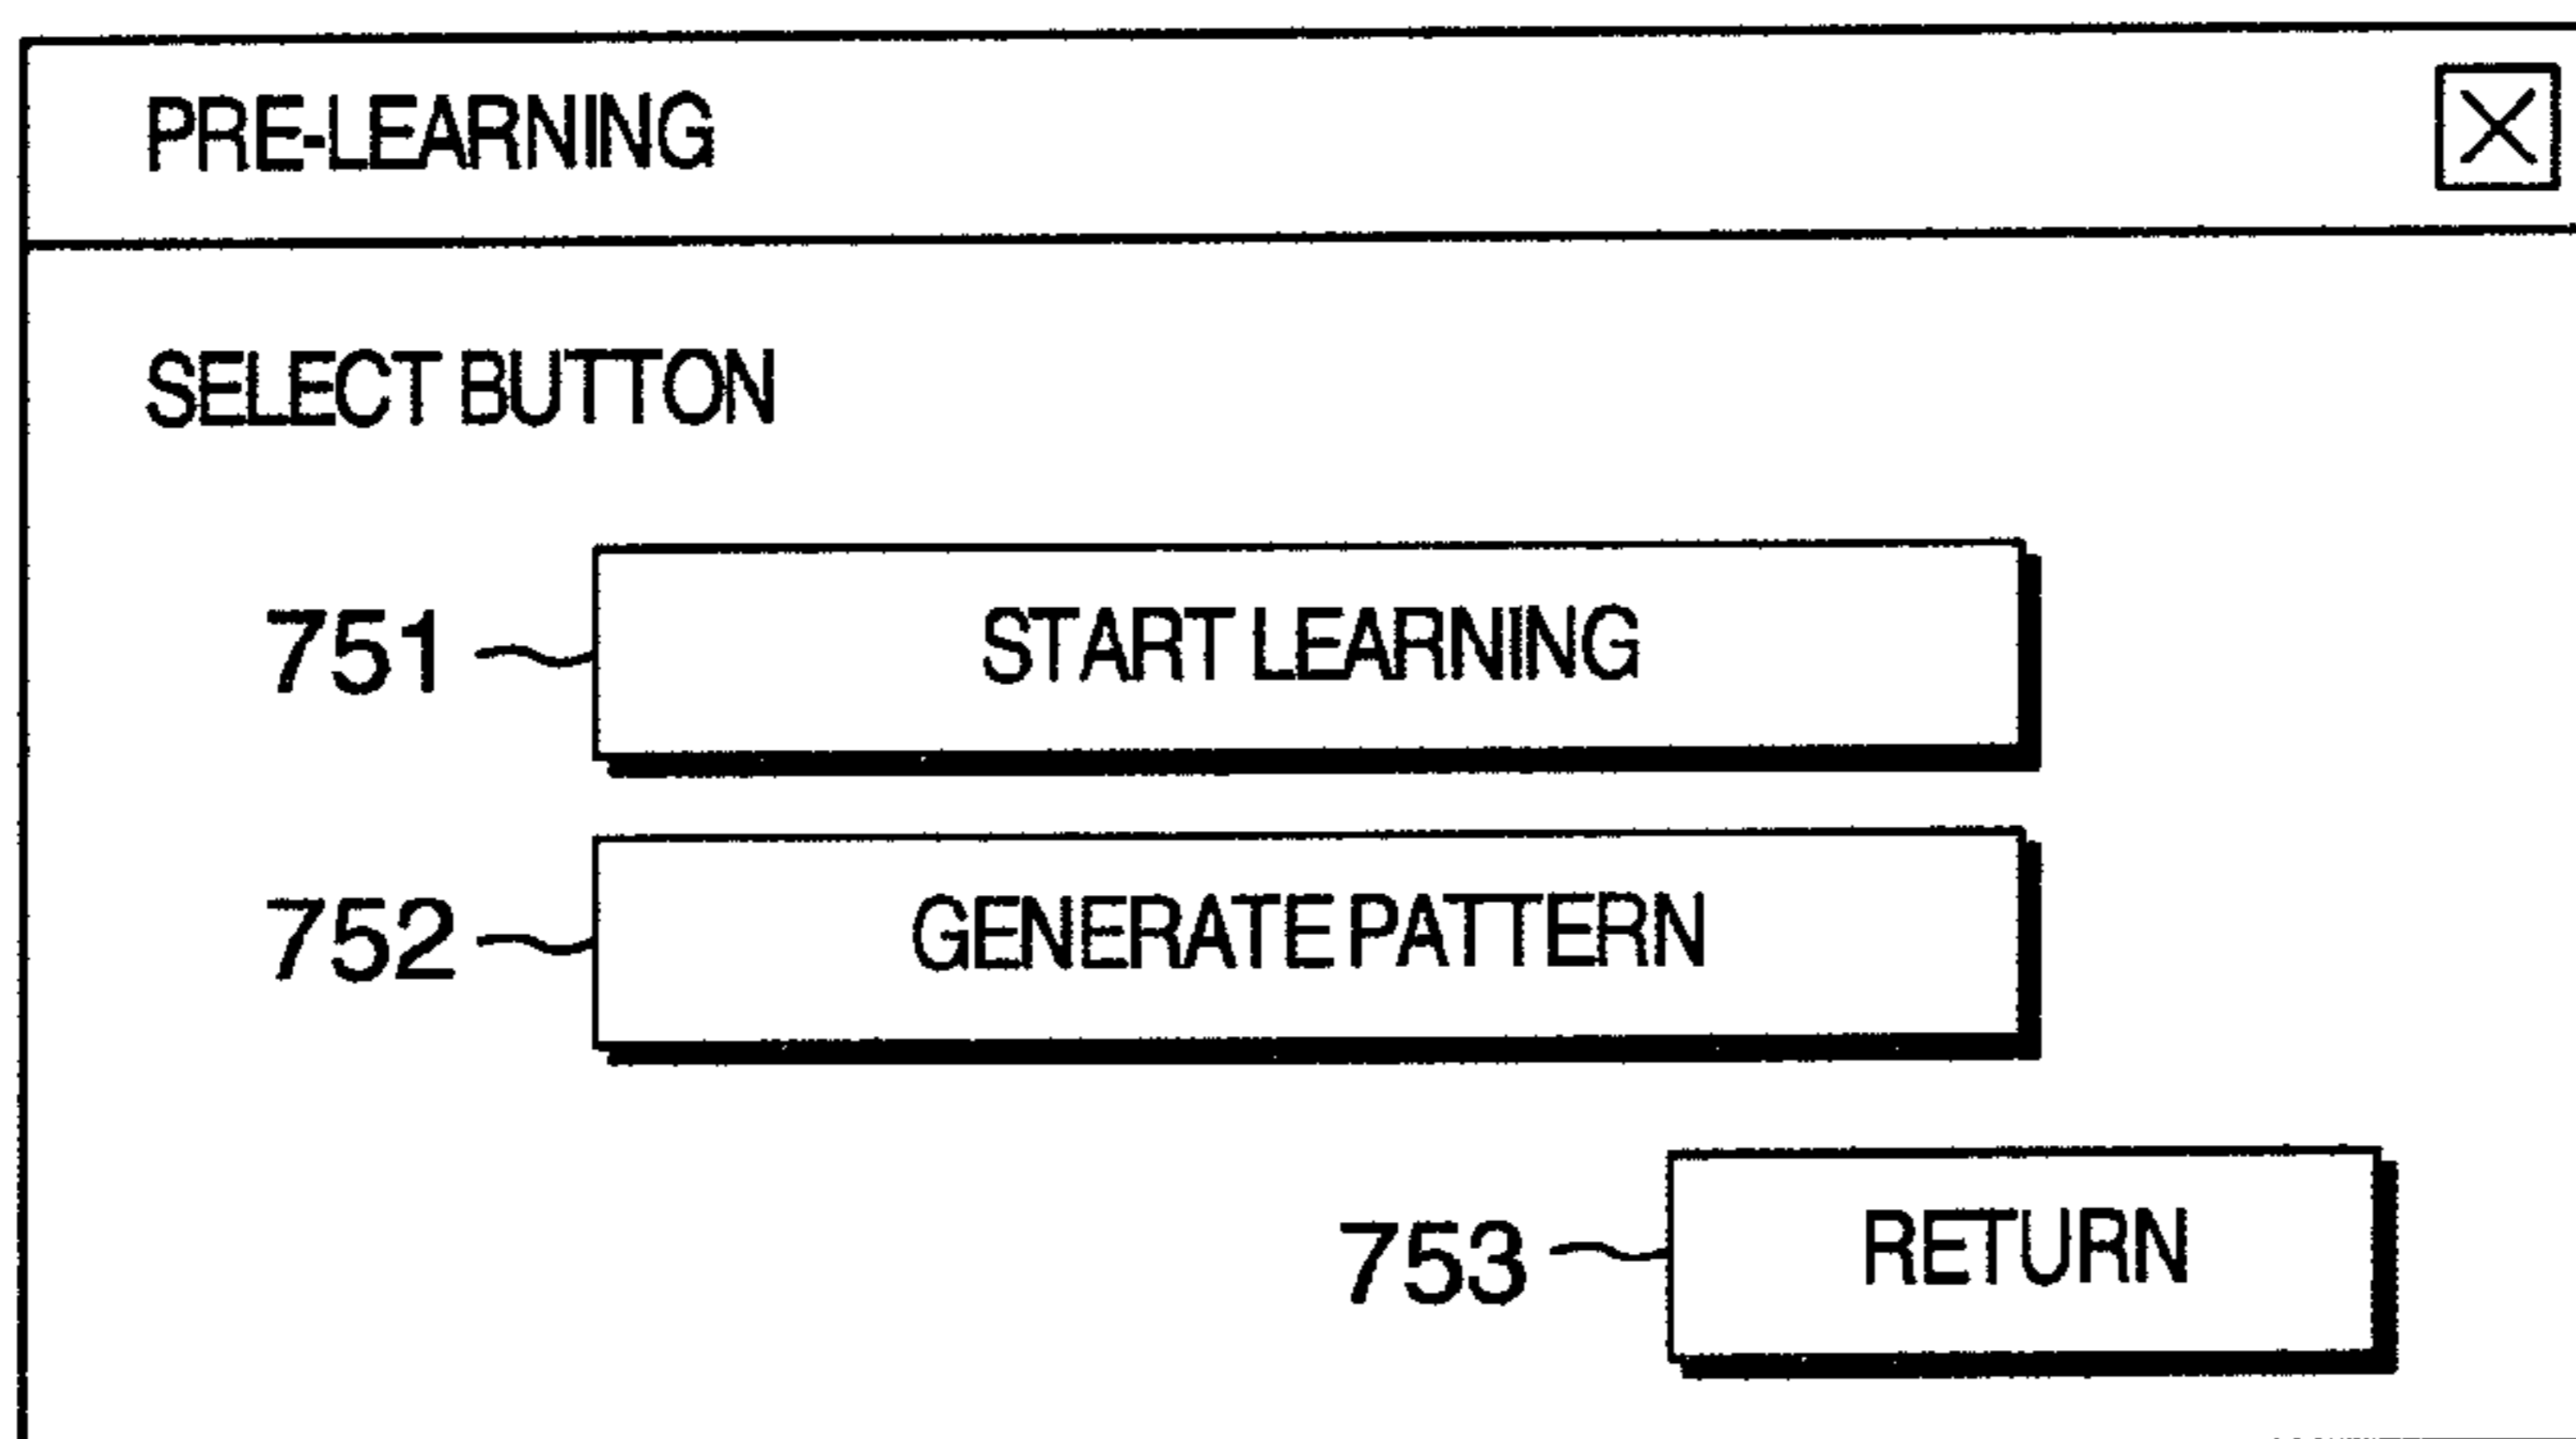 PRE-LEARNING
SELECT BUTTON
751 START LEARNING
752 GENERATE PATTERN
753 RETURN